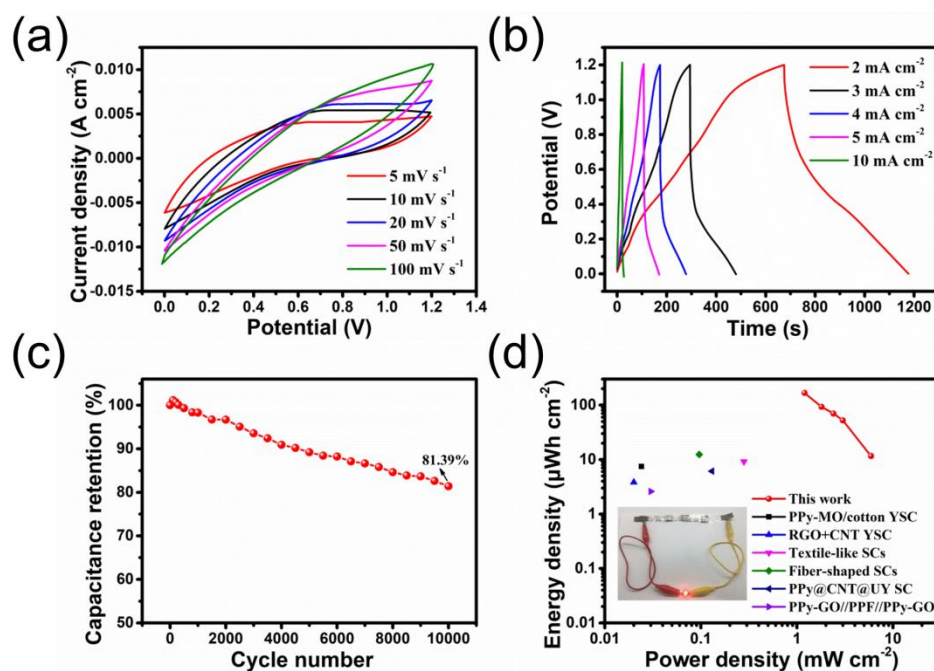 (a)
Current density (A cm⁻²)
0.010
0.005
0.000
-0.005
-0.010
-0.015
5 mV s⁻¹
10 mV s⁻¹
20 mV s⁻¹
50 mV s⁻¹
100 mV s⁻¹
0.0 0.2 0.4 0.6 0.8 1.0 1.2 1.4
Potential (V)
(b)
Potential (V)
1.2
0.9
0.6
0.3
0.0
2 mA cm⁻²
3 mA cm⁻²
4 mA cm⁻²
5 mA cm⁻²
10 mA cm⁻²
0 200 400 600 800 1000 1200
Time (s)
(c)
Capacitance retention (%)
100
90
80
70
60
50
81.39%
0 2000 4000 6000 8000 10000
Cycle number
(d)
Energy density (μWh cm⁻²)
100
10
1
0.1
0.01
This work
PPy-MO/cotton YSC
RGO+CNT YSC
Textile-like SCs
Fiber-shaped SCs
PPy@CNT@UY SC
PPy-GO//PPF//PPy-GO
0.01 0.1 1 10
Power density (mW cm⁻²)